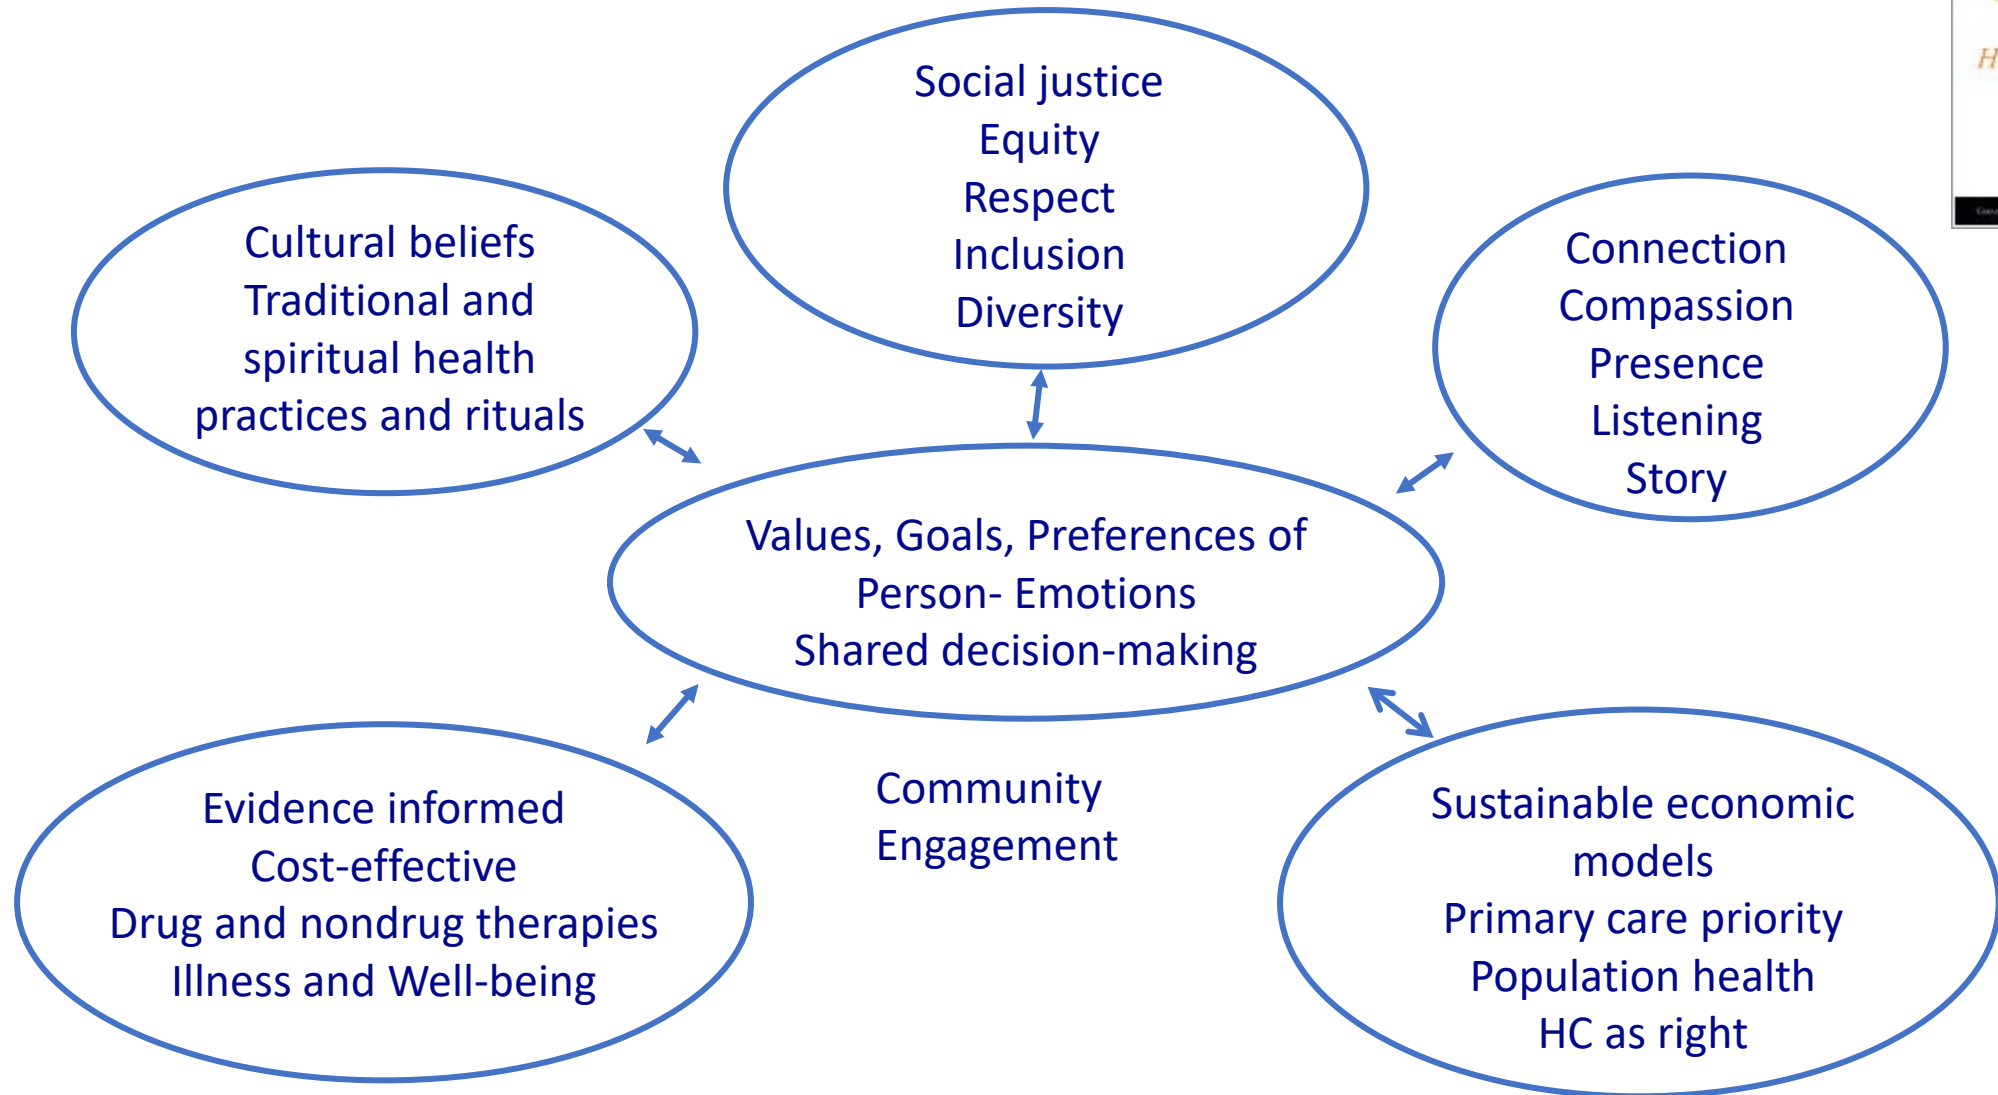 Social justice
Equity
Respect
Inclusion
Diversity
Cultural beliefs
Traditional and
spiritual health
practices and rituals
Connection
Compassion
Presence
Listening
Story
Values, Goals, Preferences of
Person- Emotions
Shared decision-making
Evidence informed
Cost-effective
Drug and nondrug therapies
Illness and Well-being
Community
Engagement
Sustainable economic
models
Primary care priority
Population health
HC as right